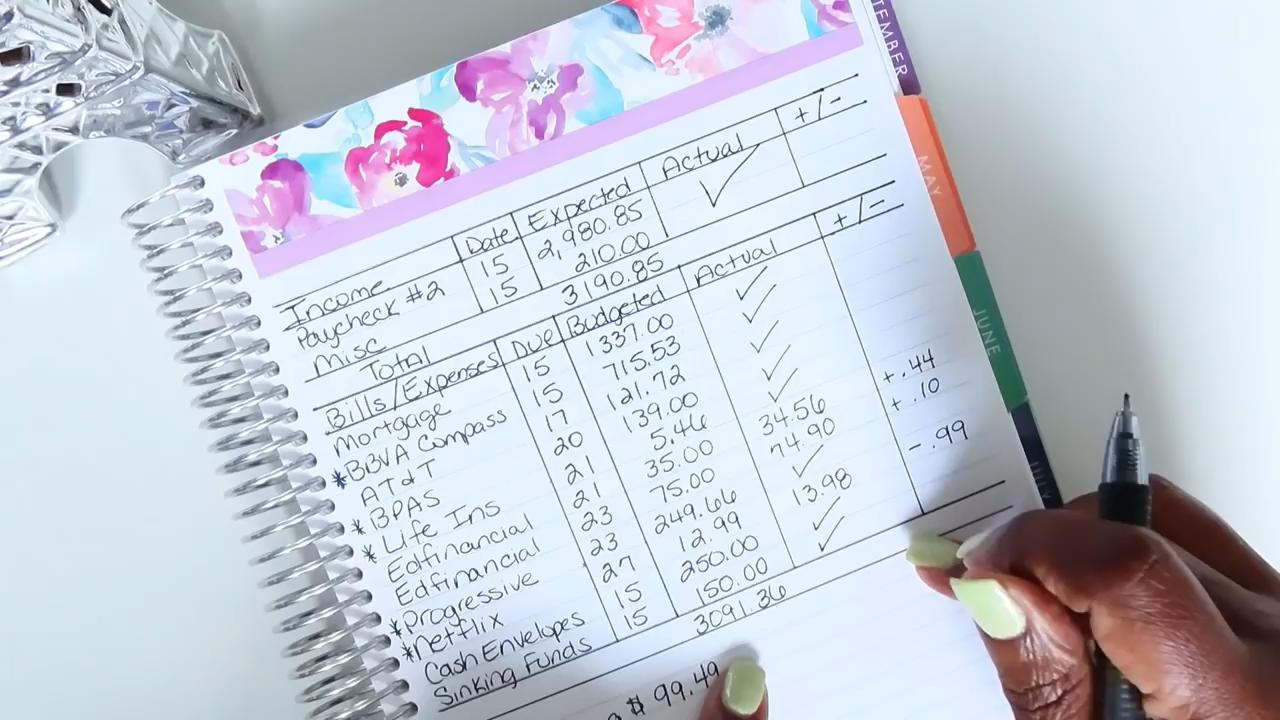 TEMBER
MAY
JUNE
JULY
Income Date Expected Actual +/-
Paycheck #2 15 2,980.85 ✓
Misc 15 210.00
Total 3190.85
Bills/Expenses Due Budgeted Actual +/-
Mortgage 15 1337.00 ✓
*BBVA Compass 15 715.53 ✓
AT&T 17 121.72 ✓
*BPAS 20 139.00 ✓
*Life Ins 21 5.46
Edfinancial 21 35.00 34.56 +.44
Edfinancial 23 75.00 74.90 +.10
*Progressive 23 249.66 ✓
*Netflix 27 12.99 13.98 -.99
Cash Envelopes 15 250.00 ✓
Sinking Funds 15 150.00 ✓
3091.36
$99.49